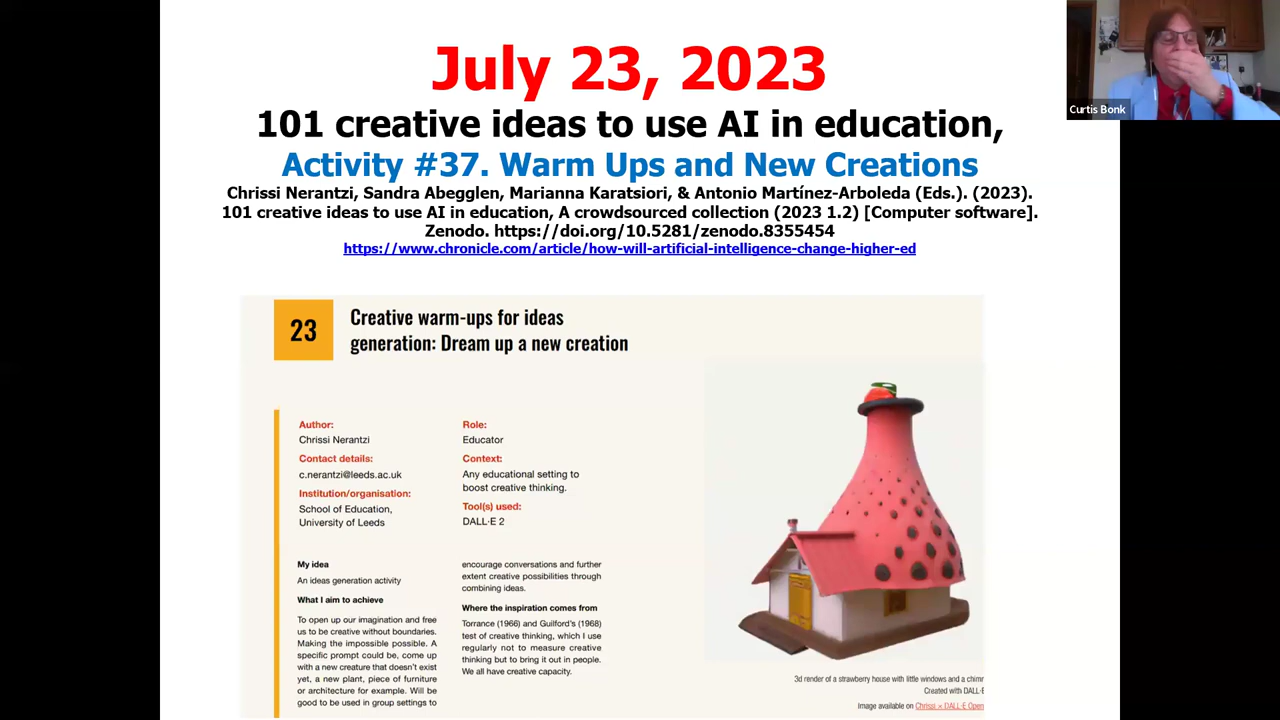 July 23, 2023
101 creative ideas to use AI in education,
Activity #37. Warm Ups and New Creations
Chrissi Nerantzi, Sandra Abegglen, Marianna Karatsiori, & Antonio Martínez-Arboleda (Eds.). (2023).
101 creative ideas to use AI in education, A crowdsourced collection (2023 1.2) [Computer software].
Zenodo. https://doi.org/10.5281/zenodo.8355454
https://www.chronicle.com/article/how-will-artificial-intelligence-change-higher-ed
Curtis Bonk
23
Creative warm-ups for ideas
generation: Dream up a new creation
Author:
Chrissi Nerantzi
Contact details:
c.nerantzi@leeds.ac.uk
Institution/organisation:
School of Education,
University of Leeds
Role:
Educator
Context:
Any educational setting to
boost creative thinking.
Tool(s) used:
DALL·E 2
My idea
An ideas generation activity
What I aim to achieve
To open up our imagination and free
us to be creative without boundaries.
Making the impossible possible. A
specific prompt could be, come up
with a new creature that doesn't exist
yet, a new plant, piece of furniture
or architecture for example. Will be
good to be used in group settings to
encourage conversations and further
extent creative possibilities through
combining ideas.
Where the inspiration comes from
Torrance (1966) and Guilford's (1968)
test of creative thinking, which I use
regularly not to measure creative
thinking but to bring it out in people.
We all have creative capacity.
3d render of a strawberry house with little windows and a chimn
Created with DALL·E
Image available on Chrissi × DALL·E Open